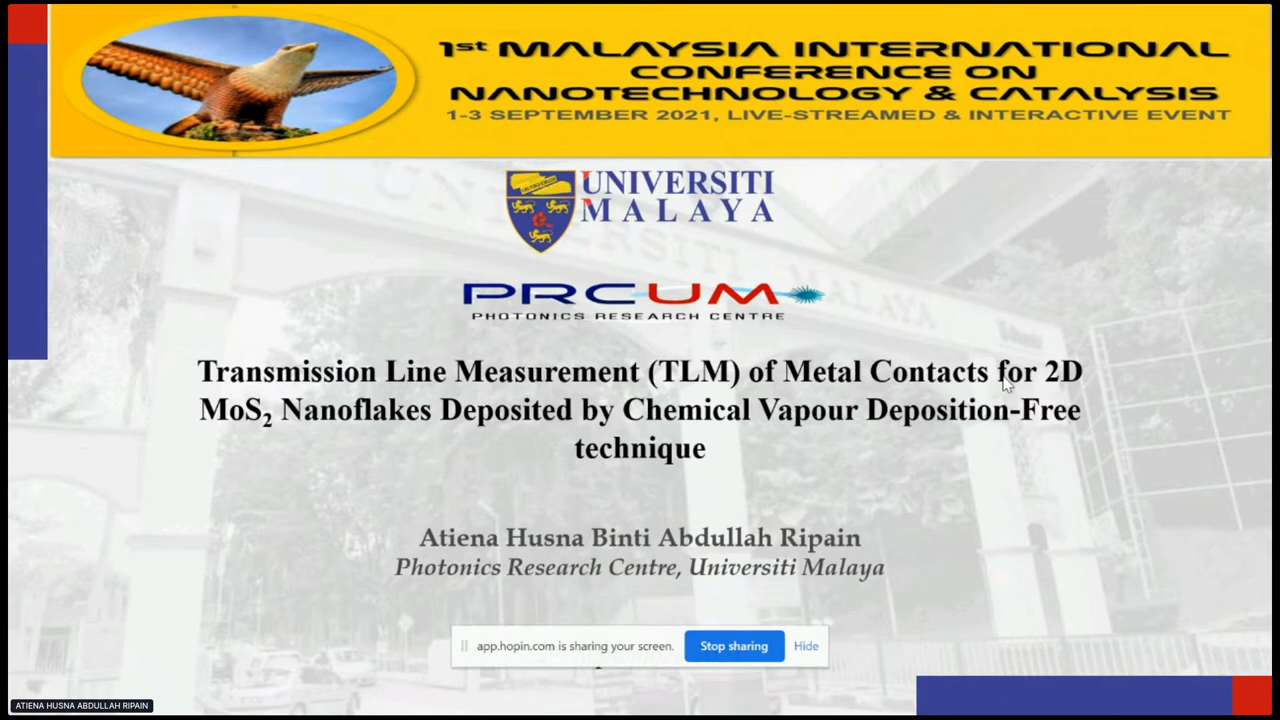 1st MALAYSIA INTERNATIONAL
CONFERENCE ON
NANOTECHNOLOGY & CATALYSIS
1-3 SEPTEMBER 2021, LIVE-STREAMED & INTERACTIVE EVENT
UNIVERSITI
MALAYA
PRCUM
PHOTONICS RESEARCH CENTRE
Transmission Line Measurement (TLM) of Metal Contacts for 2D
MoS2 Nanoflakes Deposited by Chemical Vapour Deposition-Free
technique
Atiena Husna Binti Abdullah Ripain
Photonics Research Centre, Universiti Malaya
app.hopin.com is sharing your screen.
Stop sharing
Hide
ATIENA HUSNA ABDULLAH RIPAIN